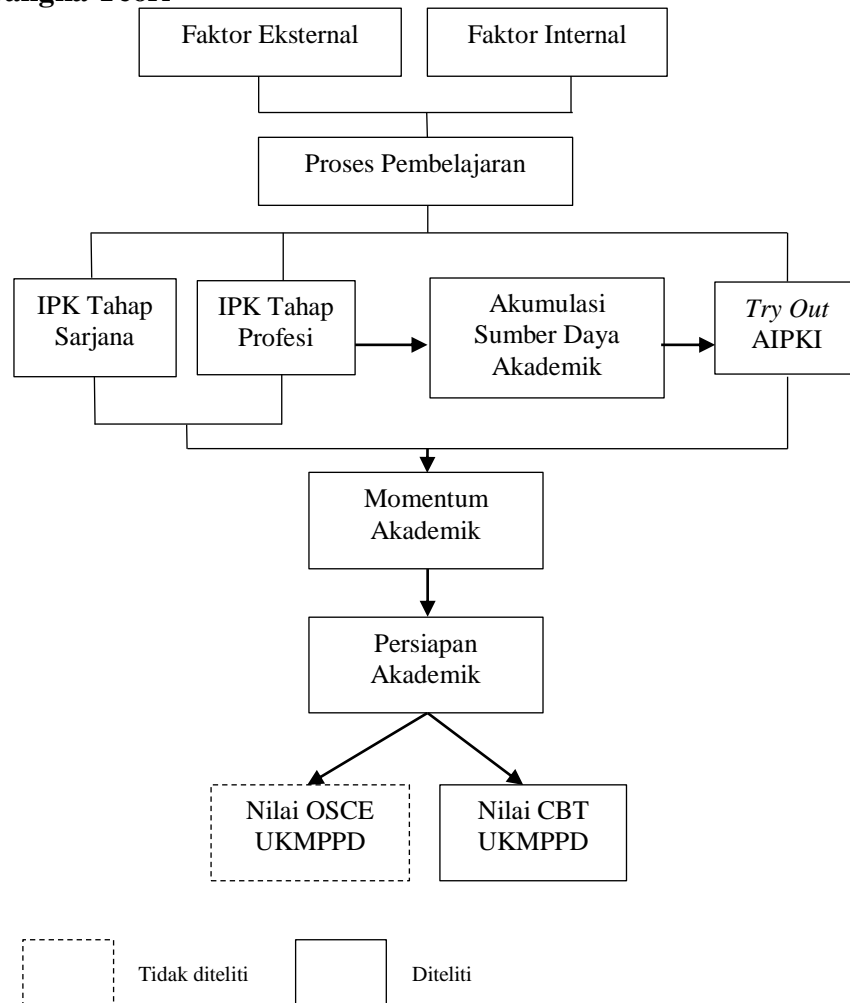 Faktor Eksternal
Faktor Internal
Proses Pembelajaran
IPK Tahap
Sarjana
IPK Tahap
Profesi
Akumulasi
Sumber Daya
Akademik
Try Out
AIPKI
Momentum
Akademik
Persiapan
Akademik
Nilai OSCE
UKMPPD
Nilai CBT
UKMPPD
Tidak diteliti
Diteliti